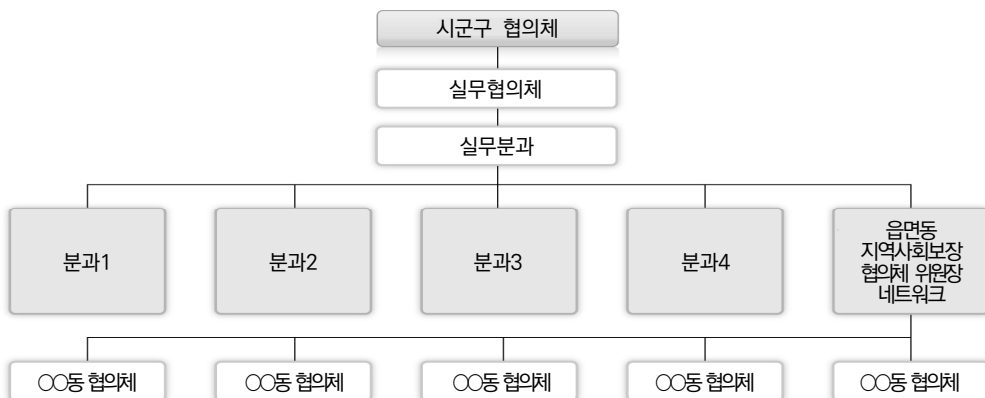 시군구 협의체
실무협의체
실무분과
분과1
분과2
분과3
분과4
읍면동
지역사회보장
협의체 위원장
네트워크
○○동 협의체
○○동 협의체
○○동 협의체
○○동 협의체
○○동 협의체